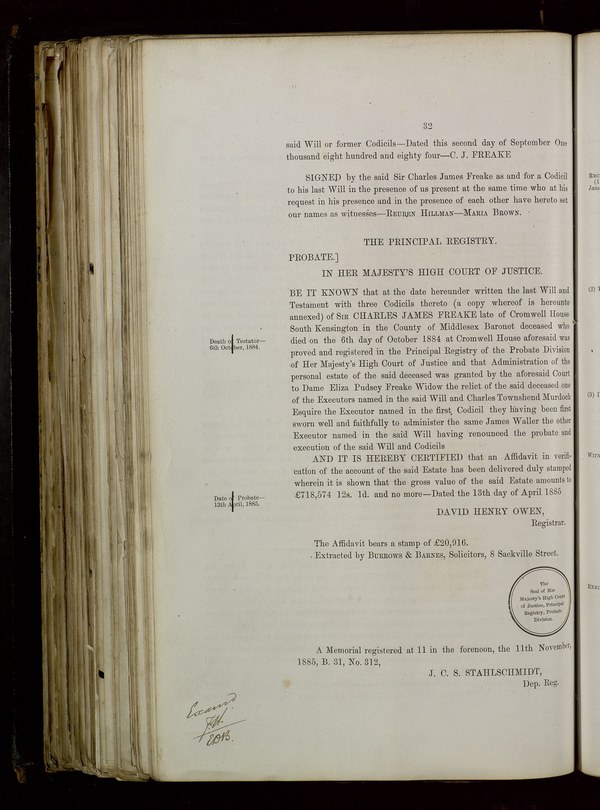 32
said Will or former Codicils—Dated this second day of September One
thousand eight hundred and eighty four—C. J. FREAKE
SIGNED by the said Sir Charles James Freake as and for a Codicil
to his last Will in the presence of us present at the same time who at his
request in his presence and in the presence of each other have hereto set
our names as witnesses—REUBEN HILLMAN—MARIA BROWN.
THE PRINCIPAL REGISTRY.
PROBATE.]
IN HER MAJESTY'S HIGH COURT OF JUSTICE.
BE IT KNOWN that at the date hereunder written the last Will and
Testament with three Codicils thereto (a copy whereof is hereunto
annexed) of SIR CHARLES JAMES FREAKE late of Cromwell House
South Kensington in the County of Middlesex Baronet deceased who
Death of Testator—
6th October, 1884.
died on the 6th day of October 1884 at Cromwell House aforesaid was
proved and registered in the Principal Registry of the Probate Division
of Her Majesty's High Court of Justice and that Administration of the
personal estate of the said deceased was granted by the aforesaid Court
to Dame Eliza Pudsey Freake Widow the relict of the said deceased one
of the Executors named in the said Will and Charles Townshend Murdoch
Esquire the Executor named in the first Codicil they having been first
sworn well and faithfully to administer the same James Waller the other
Executor named in the said Will having renounced the probate and
execution of the said Will and Codicils
AND IT IS HEREBY CERTIFIED that an Affidavit in verifi-
cation of the account of the said Estate has been delivered duly stamped
wherein it is shown that the gross value of the said Estate amounts to
Date of Probate—
13th April, 1885.
£718,574 12s. 1d. and no more—Dated the 13th day of April 1885
DAVID HENRY OWEN,
Registrar.
The Affidavit bears a stamp of £20,916.
Extracted by BURROWS & BARNES, Solicitors, 8 Sackville Street.
The
Seal of Her
Majesty's High Court
of Justice, Principal
Registry, Probate
Division.
A Memorial registered at 11 in the forenoon, the 11th November,
1885, B. 31, No. 312,
J. C. S. STAHLSCHMIDT,
Dep. Reg.
Examd.